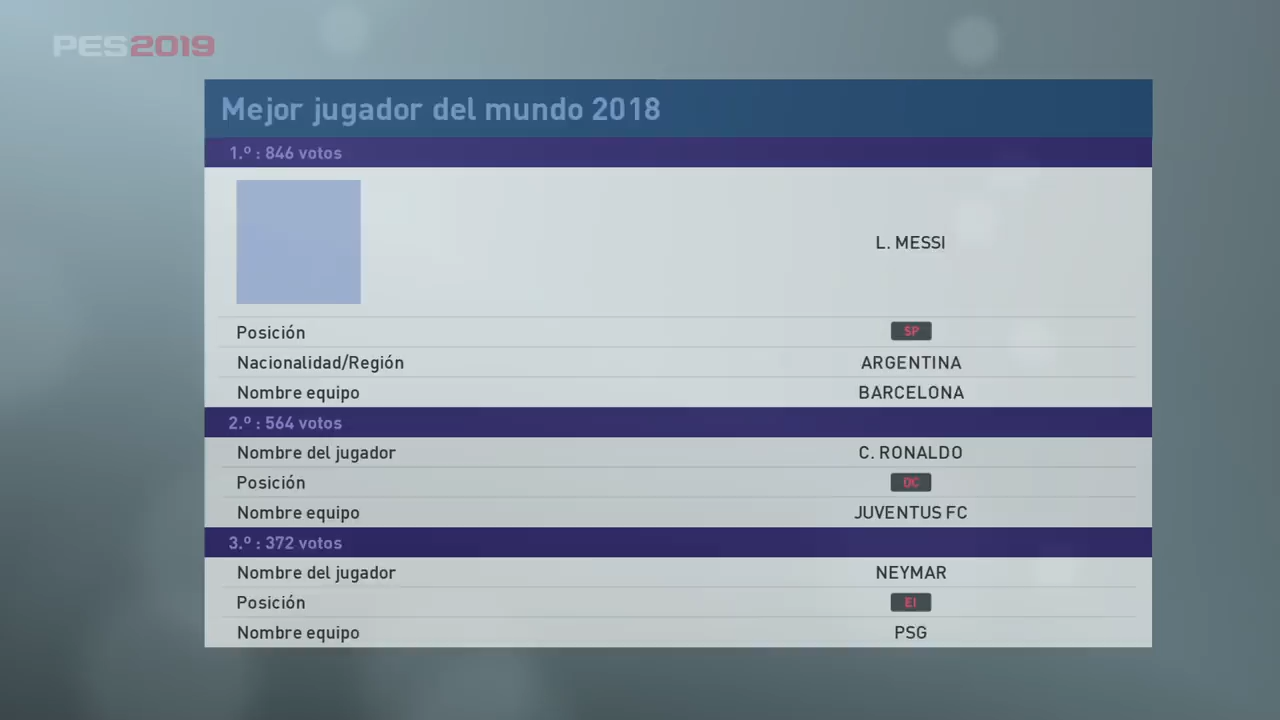 PES2019
Mejor jugador del mundo 2018
1.º : 846 votos
L. MESSI
Posición SP
Nacionalidad/Región ARGENTINA
Nombre equipo BARCELONA
2.º : 564 votos
Nombre del jugador C. RONALDO
Posición DC
Nombre equipo JUVENTUS FC
3.º : 372 votos
Nombre del jugador NEYMAR
Posición EI
Nombre equipo PSG